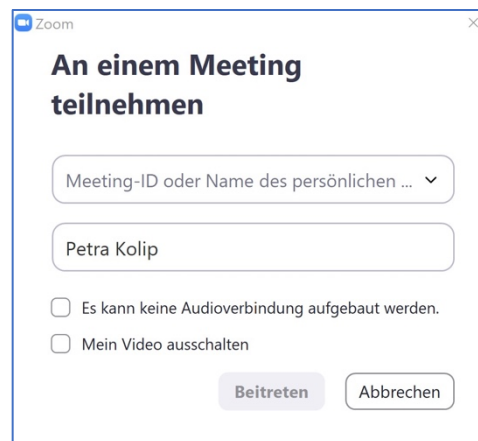 Zoom
An einem Meeting
teilnehmen
Meeting-ID oder Name des persönlichen ...
Petra Kolip
Es kann keine Audioverbindung aufgebaut werden.
Mein Video ausschalten
Beitreten Abbrechen